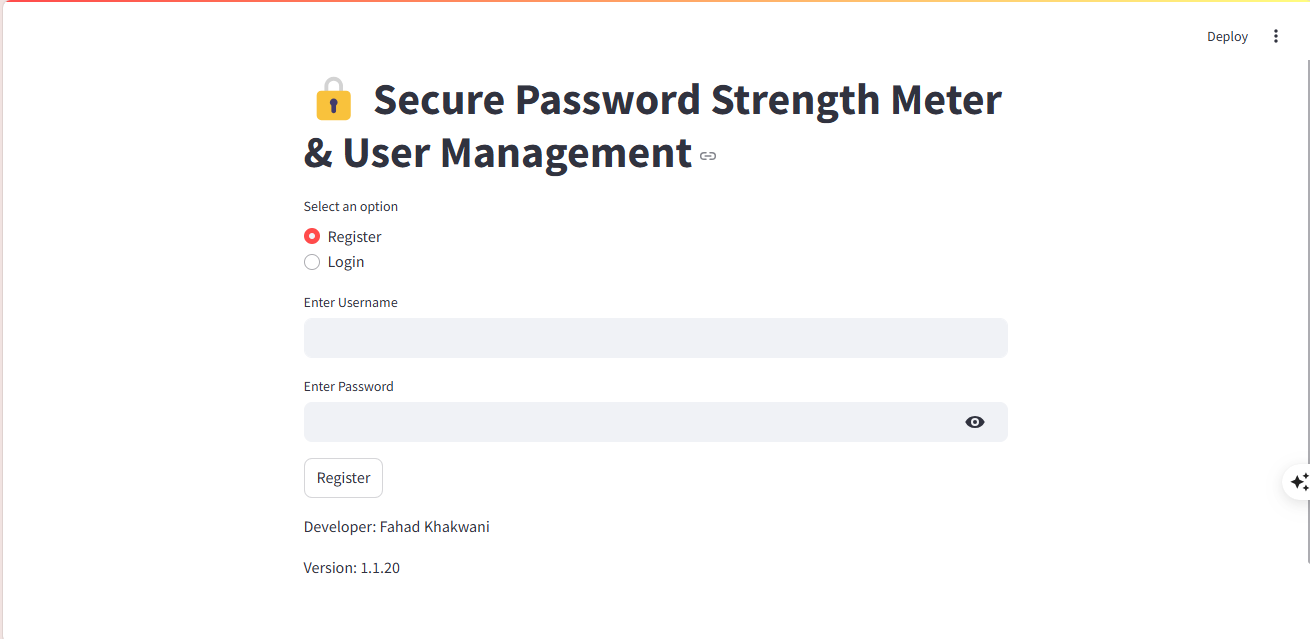 Deploy
Secure Password Strength Meter
& User Management
Select an option
Register
Login
Enter Username
Enter Password
Register
Developer: Fahad Khakwani
Version: 1.1.20